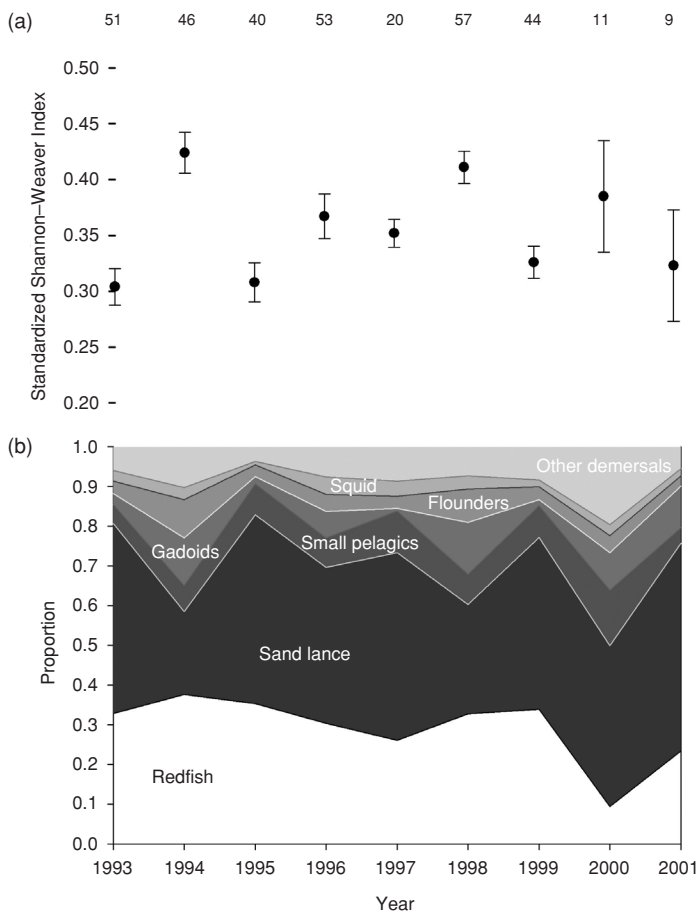 (a)
51 46 40 53 20 57 44 11 9
0.50
0.45
0.40
0.35
0.30
0.25
0.20
Standardized Shannon–Weaver Index
(b)
1.0
0.9
0.8
0.7
0.6
0.5
0.4
0.3
0.2
0.1
0.0
Proportion
Other demersals
Squid
Flounders
Gadoids
Small pelagics
Sand lance
Redfish
1993 1994 1995 1996 1997 1998 1999 2000 2001
Year